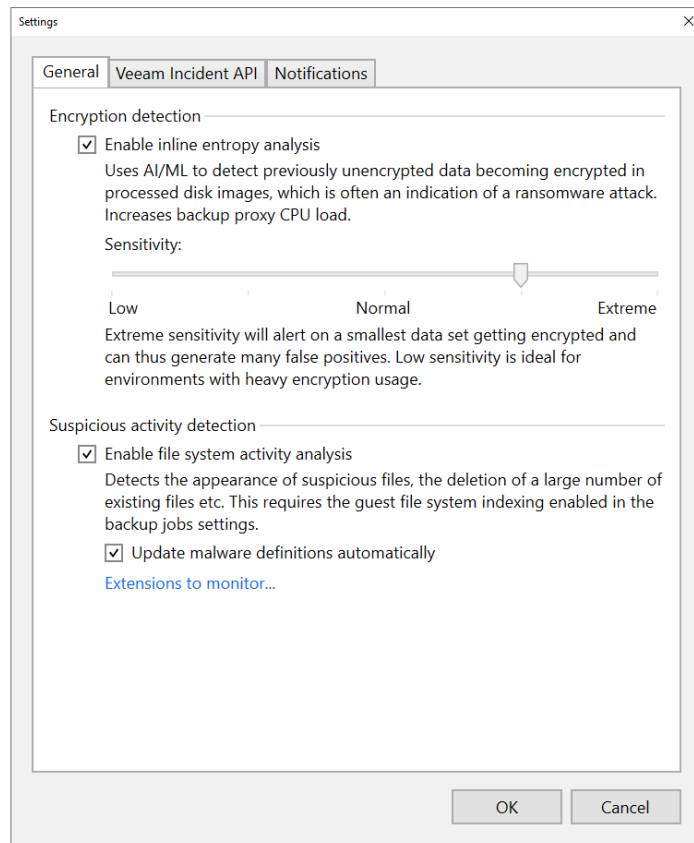 Settings
General
Veeam Incident API
Notifications
Encryption detection
Enable inline entropy analysis
Uses AI/ML to detect previously unencrypted data becoming encrypted in
processed disk images, which is often an indication of a ransomware attack.
Increases backup proxy CPU load.
Sensitivity:
Low
Normal
Extreme
Extreme sensitivity will alert on a smallest data set getting encrypted and
can thus generate many false positives. Low sensitivity is ideal for
environments with heavy encryption usage.
Suspicious activity detection
Enable file system activity analysis
Detects the appearance of suspicious files, the deletion of a large number of
existing files etc. This requires the guest file system indexing enabled in the
backup jobs settings.
Update malware definitions automatically
Extensions to monitor...
OK
Cancel